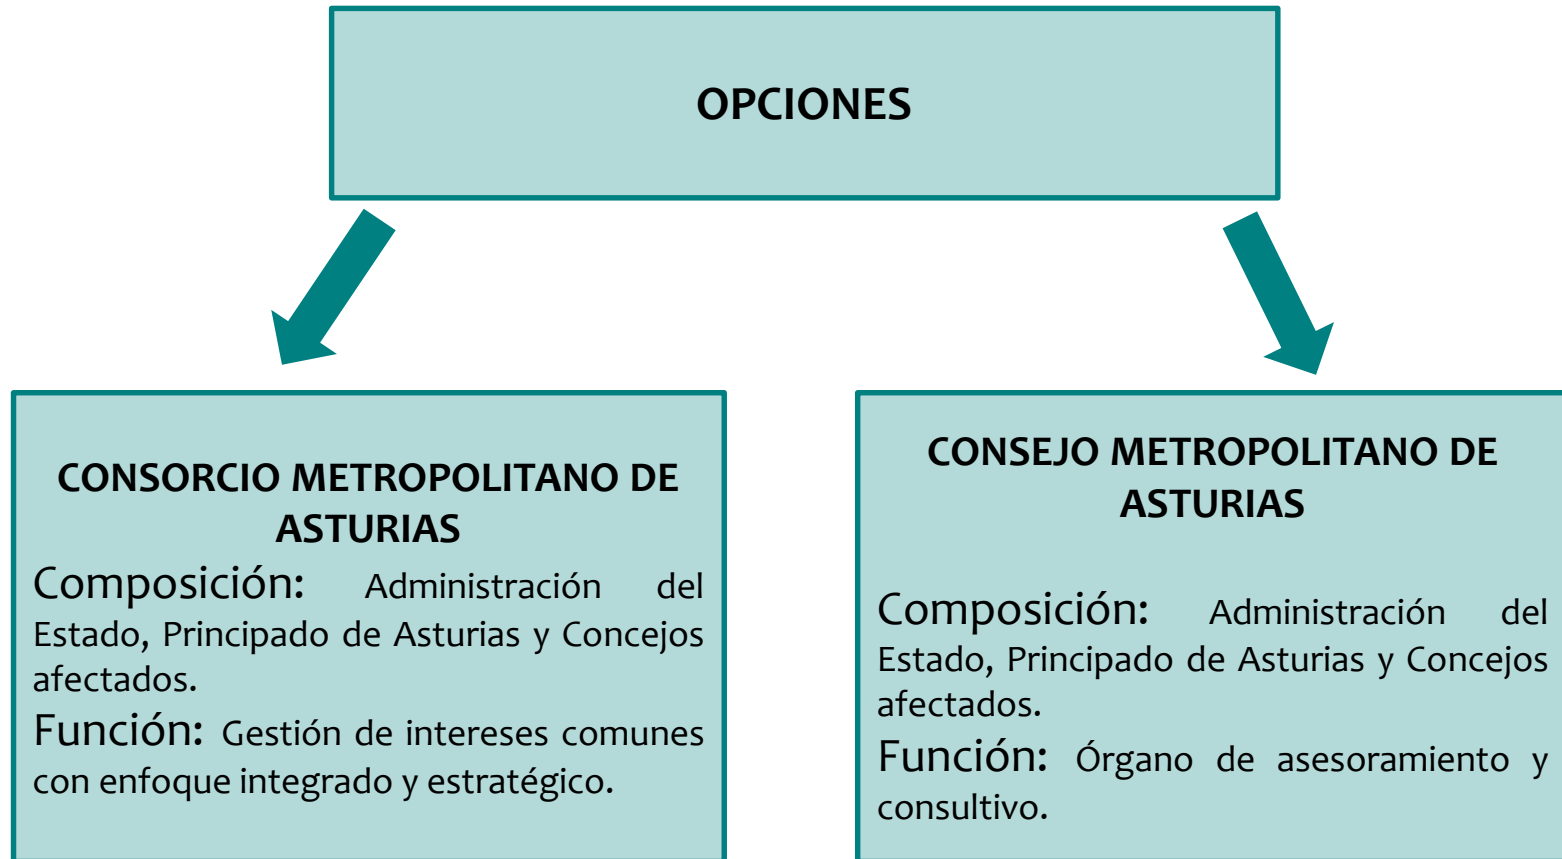 OPCIONES
CONSORCIO METROPOLITANO DE
ASTURIAS
Composición: Administración del
Estado, Principado de Asturias y Concejos
afectados.
Función: Gestión de intereses comunes
con enfoque integrado y estratégico.
CONSEJO METROPOLITANO DE
ASTURIAS
Composición: Administración del
Estado, Principado de Asturias y Concejos
afectados.
Función: Órgano de asesoramiento y
consultivo.